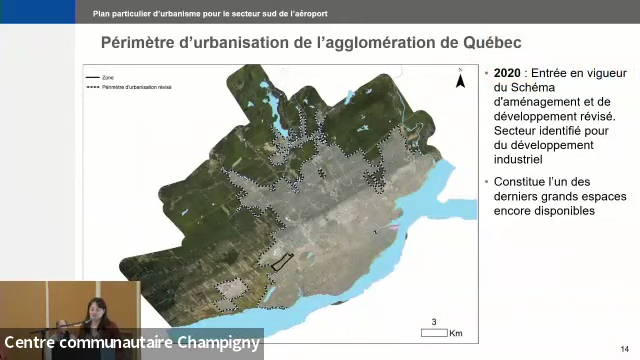 Plan particulier d'urbanisme pour le secteur sud de l'aéroport
Périmètre d'urbanisation de l'agglomération de Québec
Zone
Périmètre d'urbanisation révisé
N
• 2020 : Entrée en vigueur
du Schéma
d'aménagement et de
développement révisé.
Secteur identifié pour
du développement
industriel
• Constitue l'un des
derniers grands espaces
encore disponibles
3
Km
Centre communautaire Champigny
14